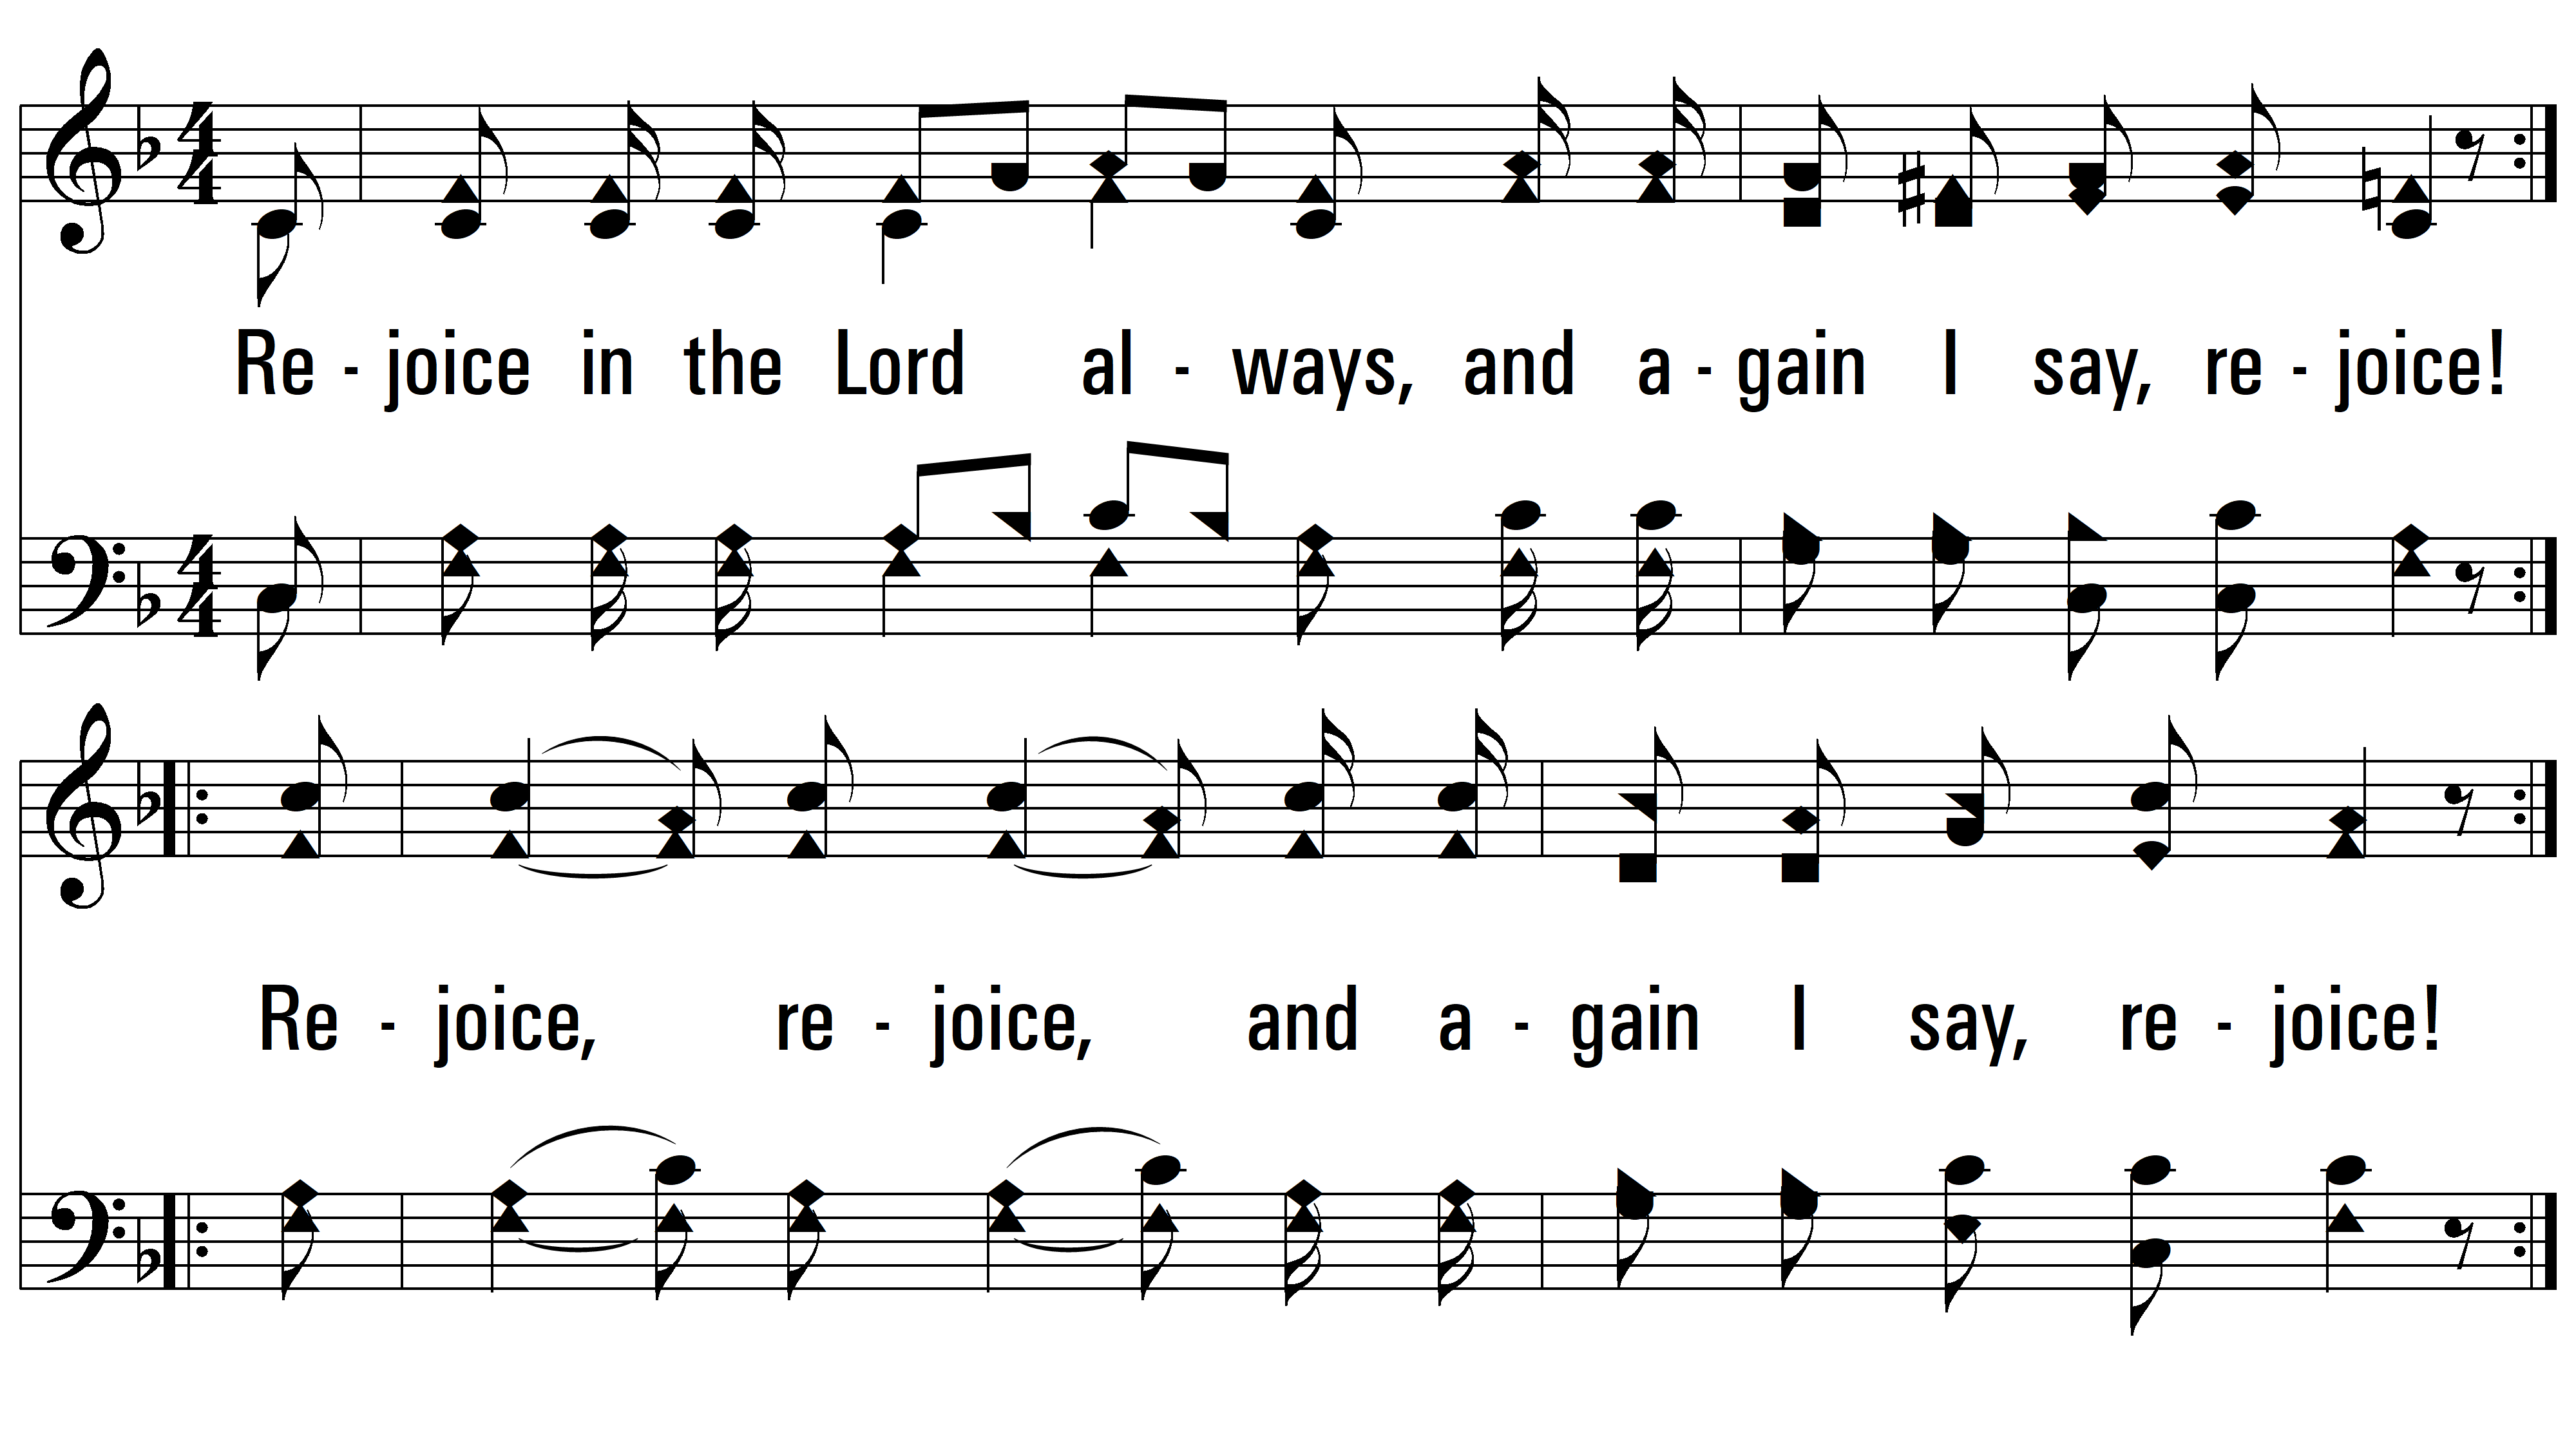 Re - joice in the Lord al - ways, and a - gain I say, re - joice!
Re - joice, re - joice, and a - gain I say, re - joice!